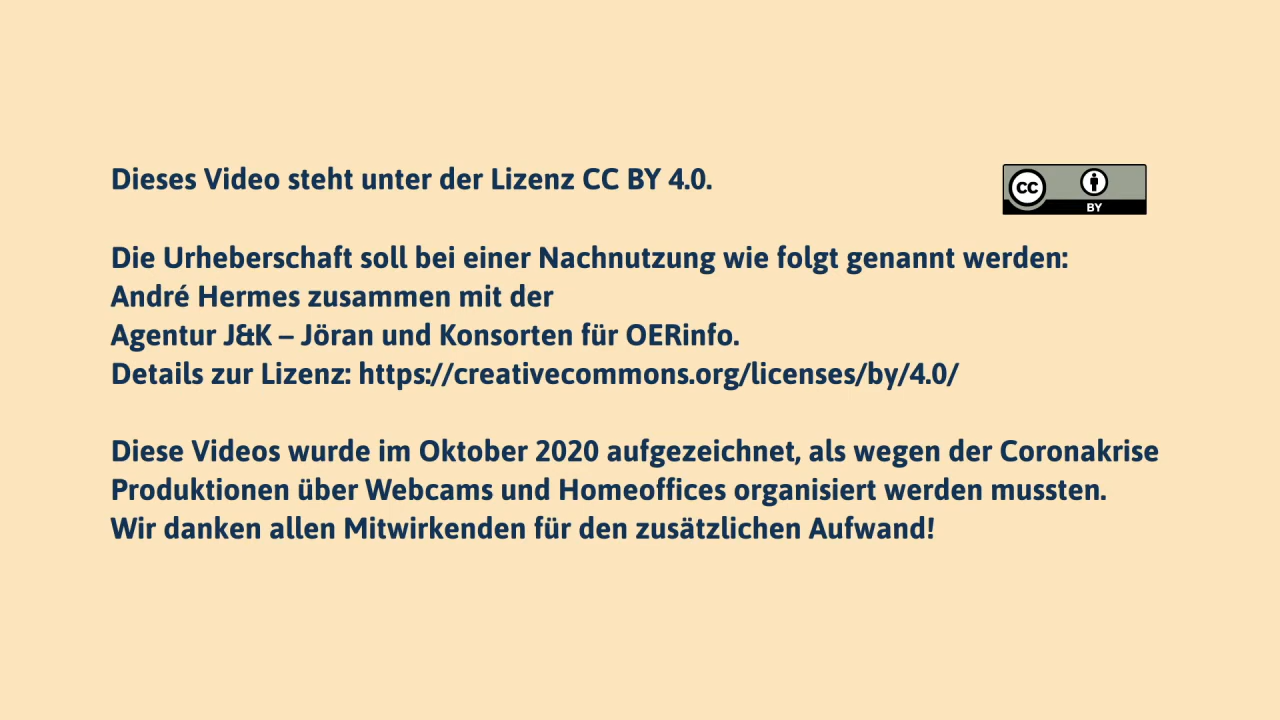 Dieses Video steht unter der Lizenz CC BY 4.0.
cc
BY
Die Urheberschaft soll bei einer Nachnutzung wie folgt genannt werden:
André Hermes zusammen mit der
Agentur J&K – Jöran und Konsorten für OERinfo.
Details zur Lizenz: https://creativecommons.org/licenses/by/4.0/
Diese Videos wurde im Oktober 2020 aufgezeichnet, als wegen der Coronakrise
Produktionen über Webcams und Homeoffices organisiert werden mussten.
Wir danken allen Mitwirkenden für den zusätzlichen Aufwand!